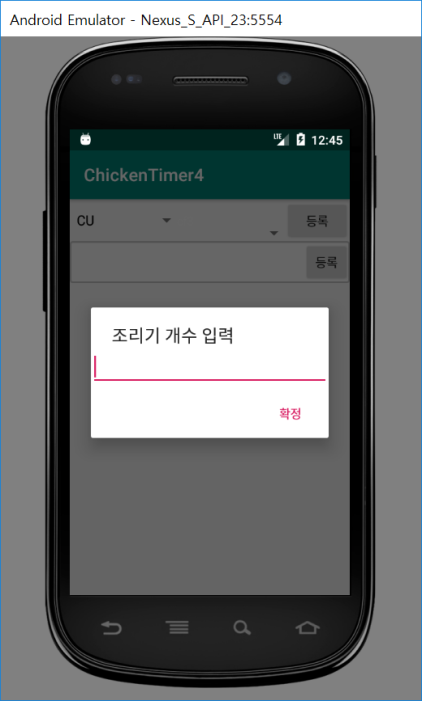 Android Emulator - Nexus_S_API_23:5554
LTE 12:45
ChickenTimer4
CU 등록
등록
조리기 개수 입력
확정